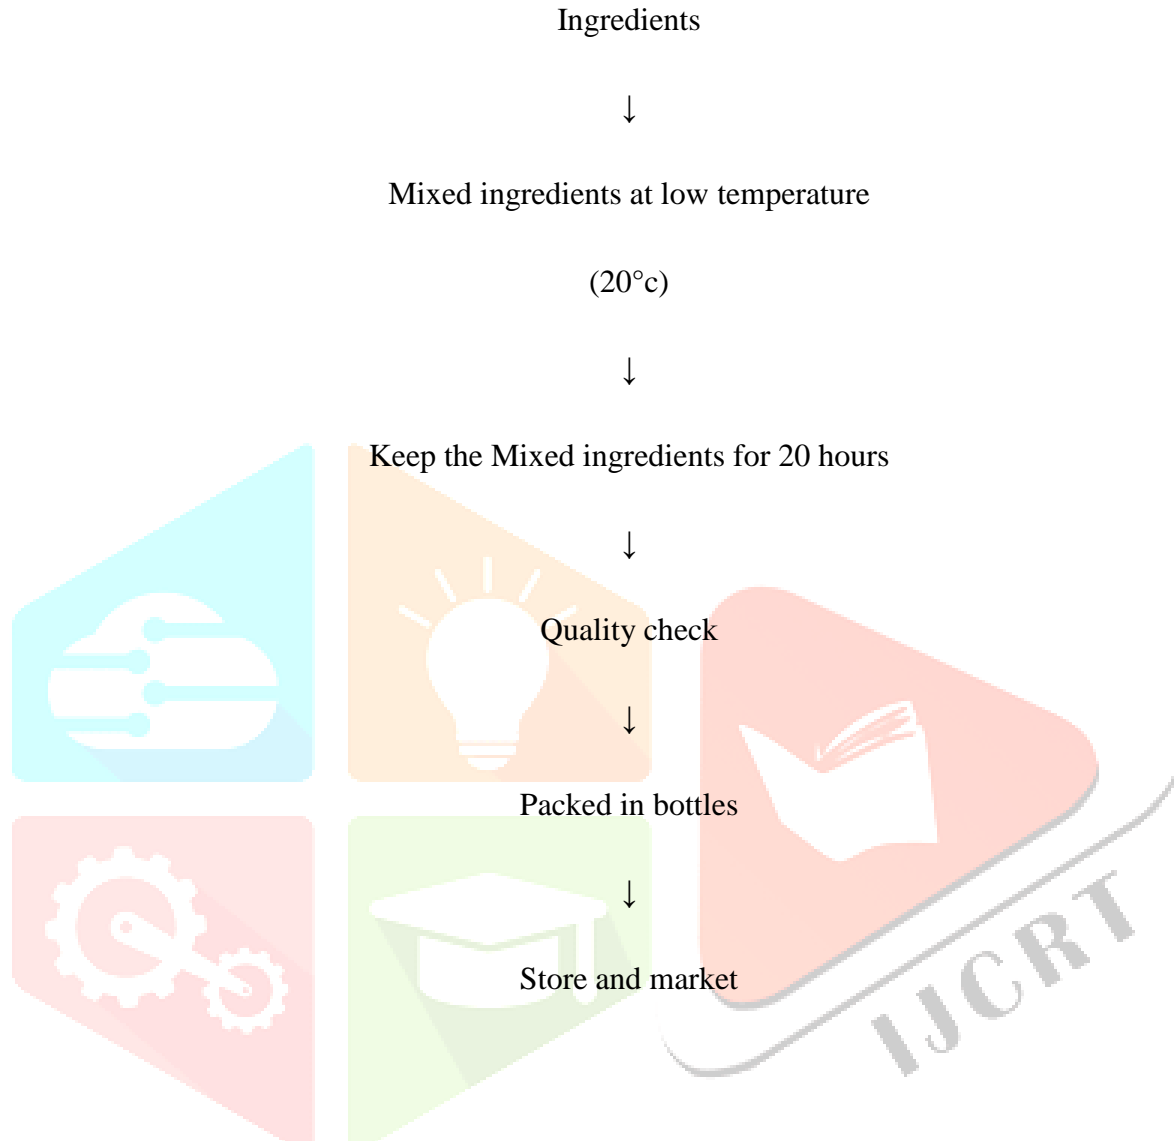 Ingredients
↓
Mixed ingredients at low temperature
(20°c)
↓
Keep the Mixed ingredients for 20 hours
↓
Quality check
↓
Packed in bottles
↓
Store and market
IJCRT